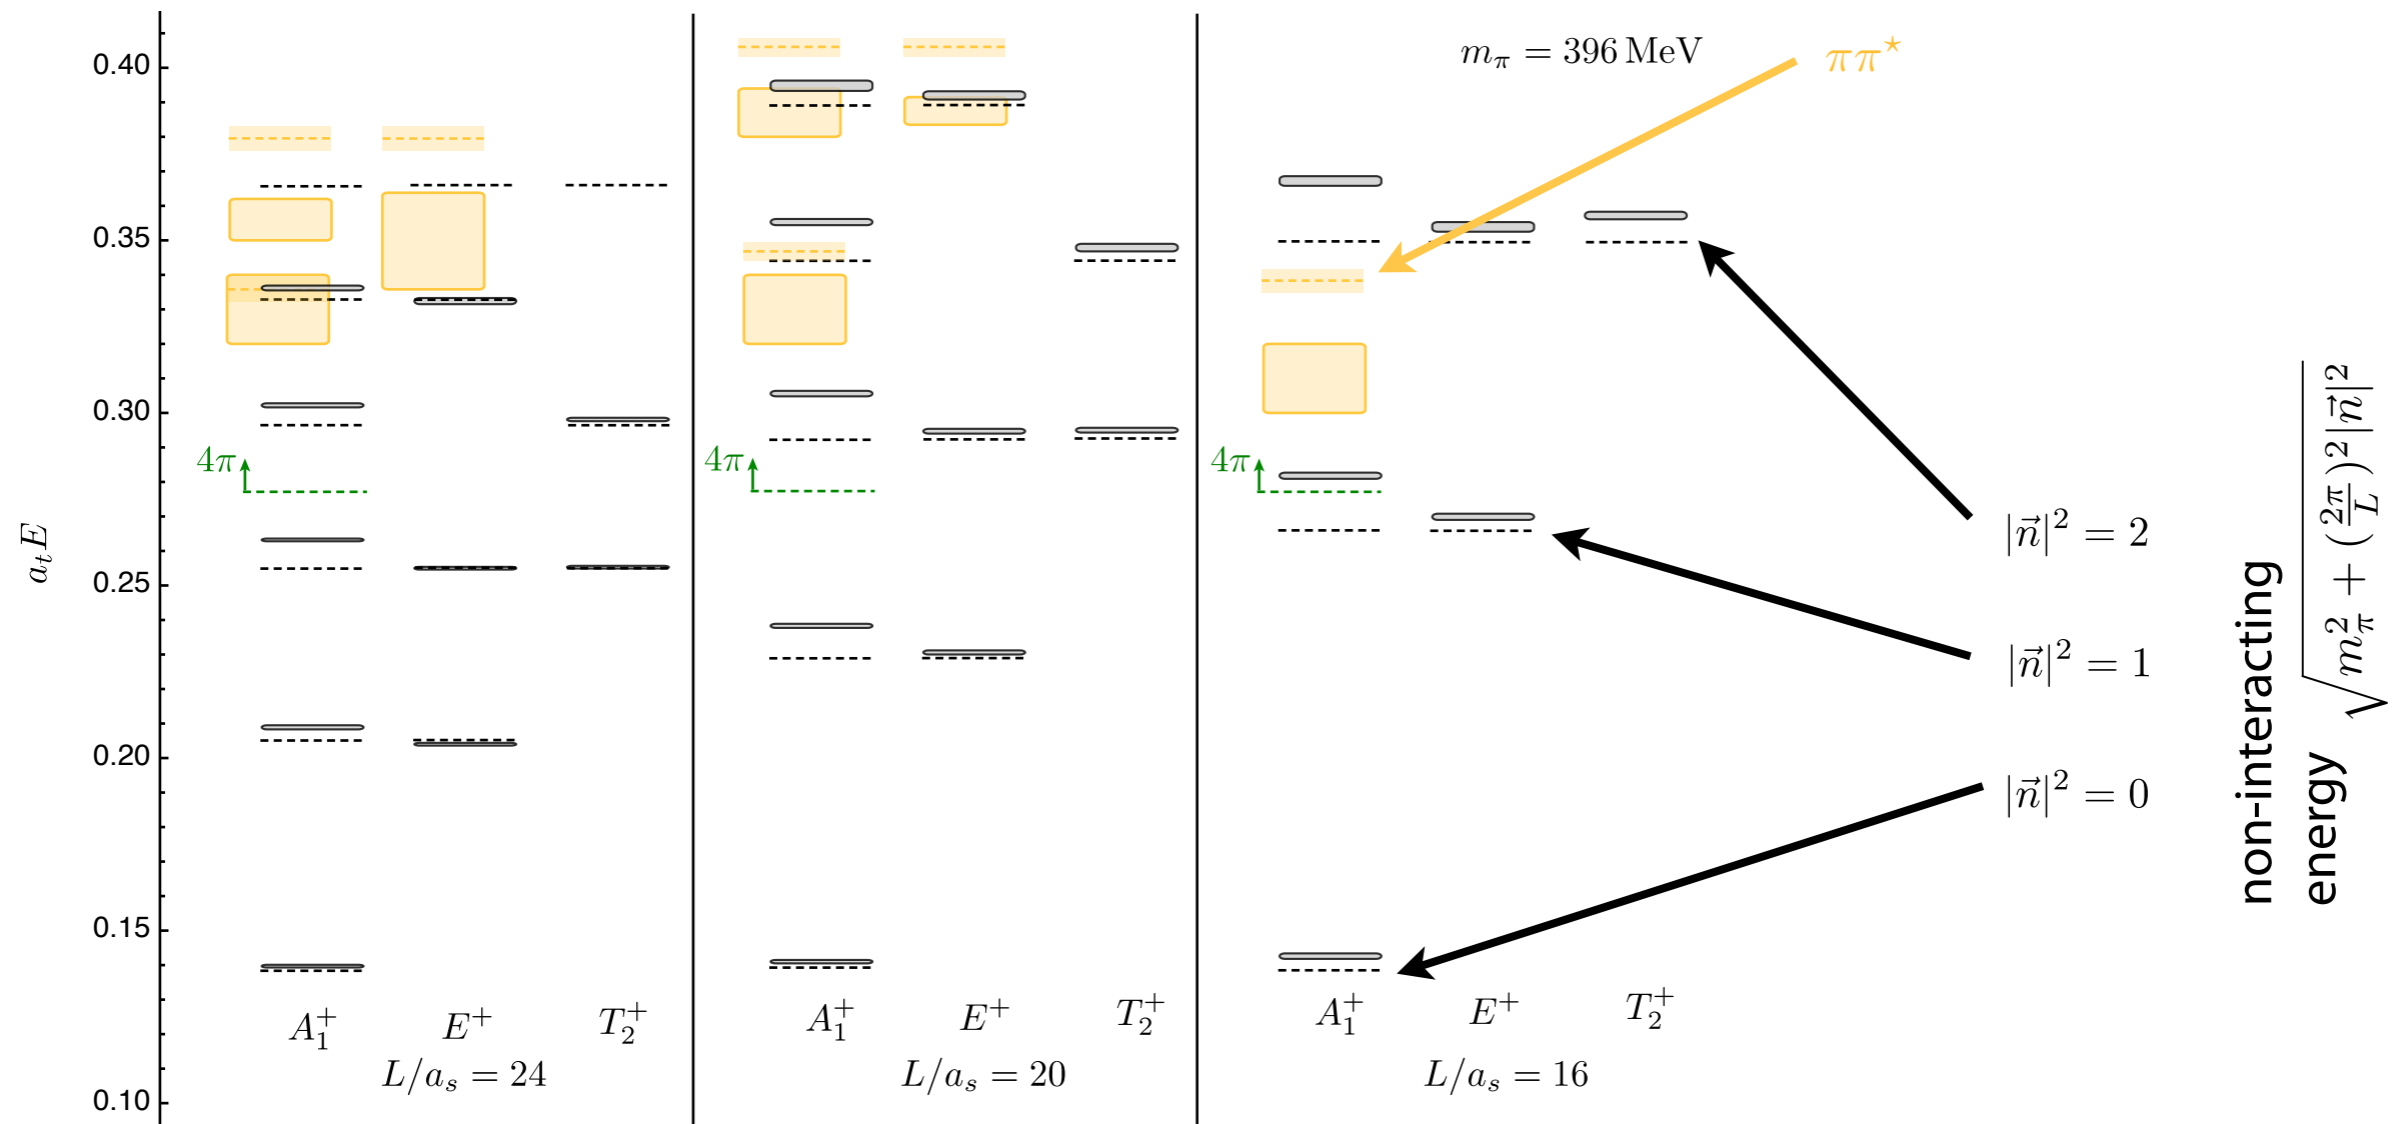 0.40
0.35
0.30
0.25
0.20
0.15
0.10
a_t E
4π
A_1^+ E^+ T_2^+
L/a_s = 24
4π
A_1^+ E^+ T_2^+
L/a_s = 20
m_π = 396 MeV
ππ^⋆
4π
A_1^+ E^+ T_2^+
L/a_s = 16
|n⃗|² = 2
|n⃗|² = 1
|n⃗|² = 0
non-interacting
energy √(m_π² + (2π/L)²|n⃗|²)